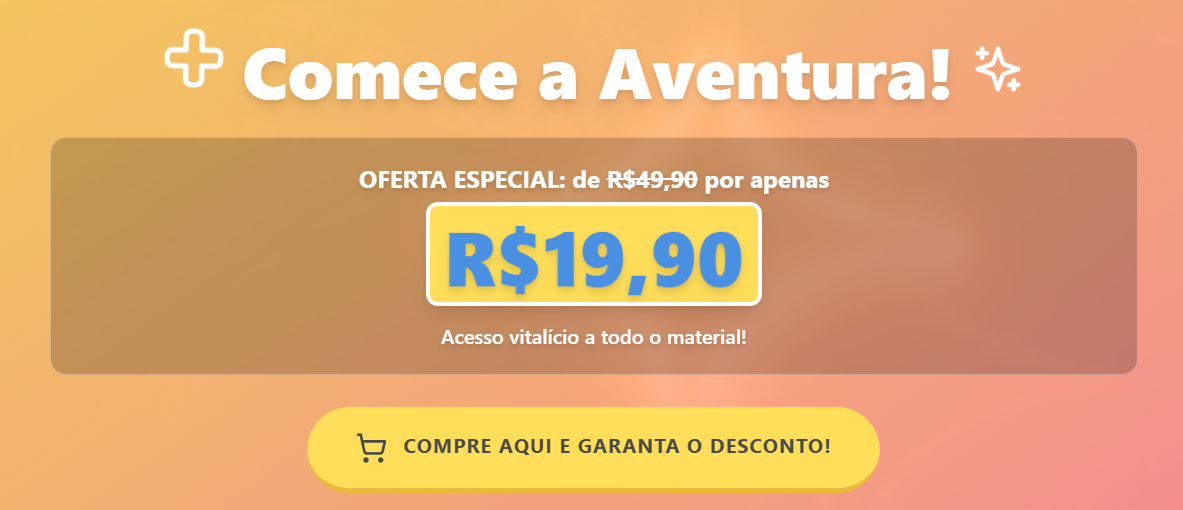 Comece a Aventura!
OFERTA ESPECIAL: de R$49,90 por apenas
R$19,90
Acesso vitalício a todo o material!
COMPRE AQUI E GARANTA O DESCONTO!